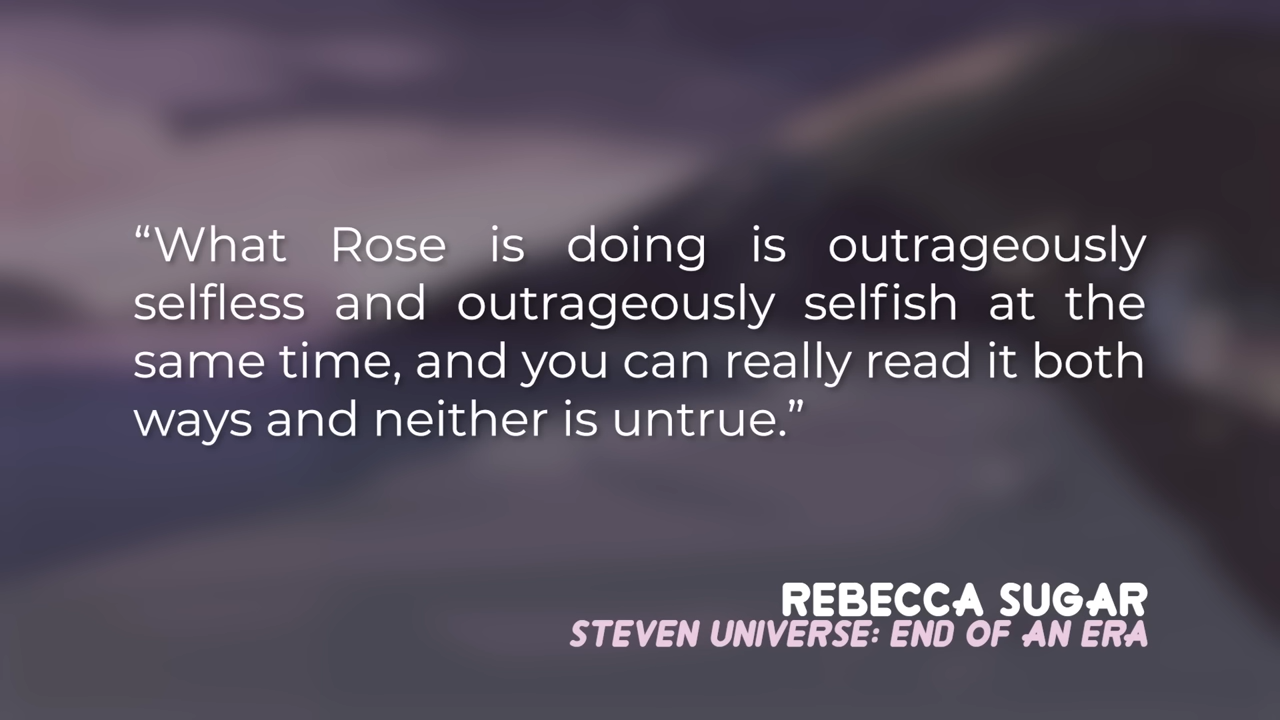 “What Rose is doing is outrageously
selfless and outrageously selfish at the
same time, and you can really read it both
ways and neither is untrue.”
REBECCA SUGAR
STEVEN UNIVERSE: END OF AN ERA